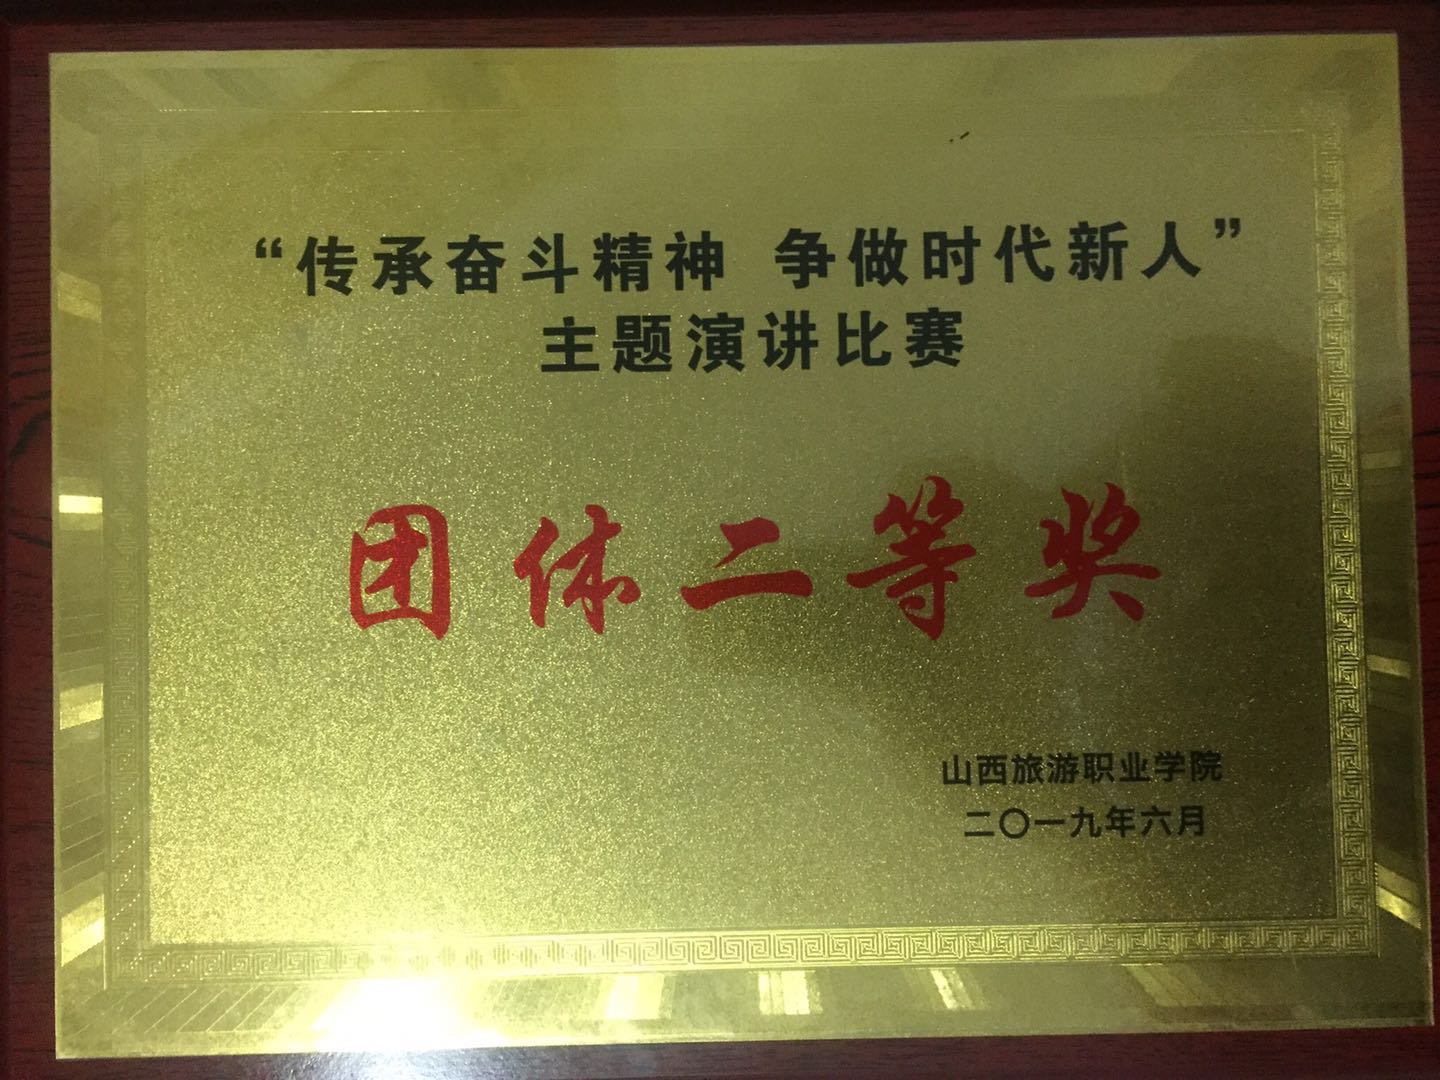 “传承奋斗精神 争做时代新人”
主题演讲比赛
团体二等奖
山西旅游职业学院
二〇一九年六月